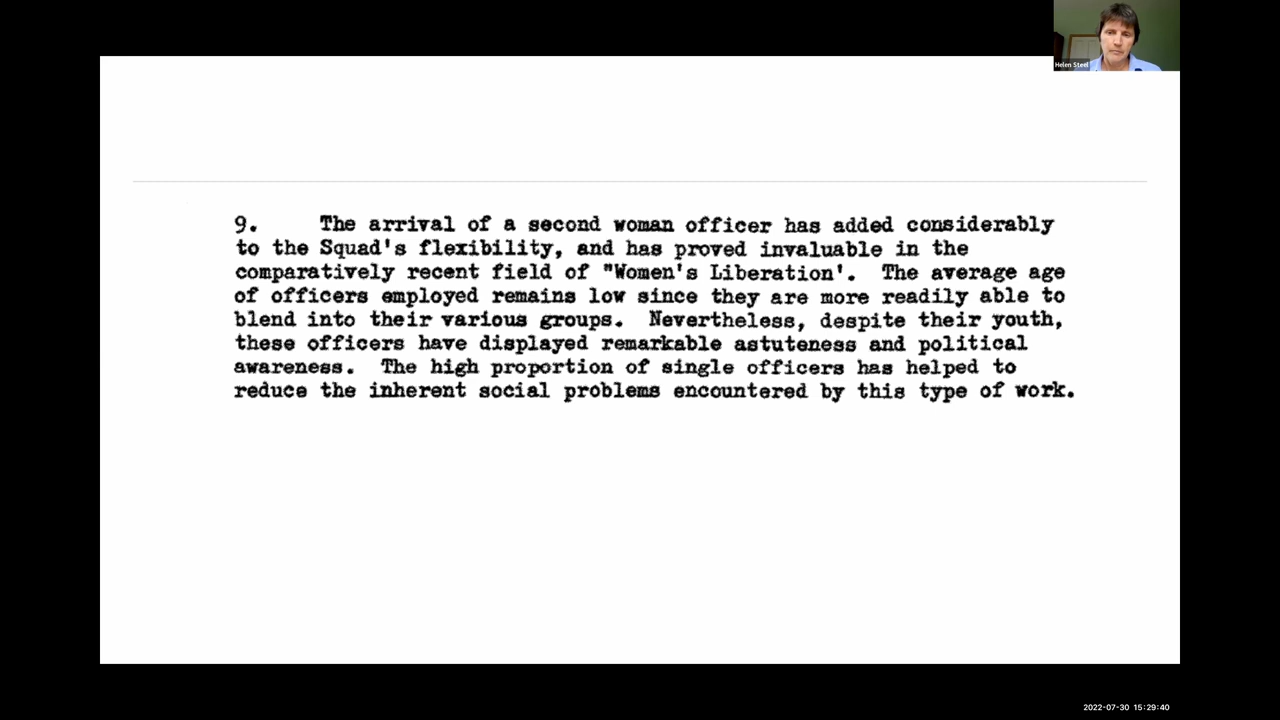 Helen Steel
9. The arrival of a second woman officer has added considerably
to the Squad's flexibility, and has proved invaluable in the
comparatively recent field of "Women's Liberation'. The average age
of officers employed remains low since they are more readily able to
blend into their various groups. Nevertheless, despite their youth,
these officers have displayed remarkable astuteness and political
awareness. The high proportion of single officers has helped to
reduce the inherent social problems encountered by this type of work.
2022-07-30 15:29:40